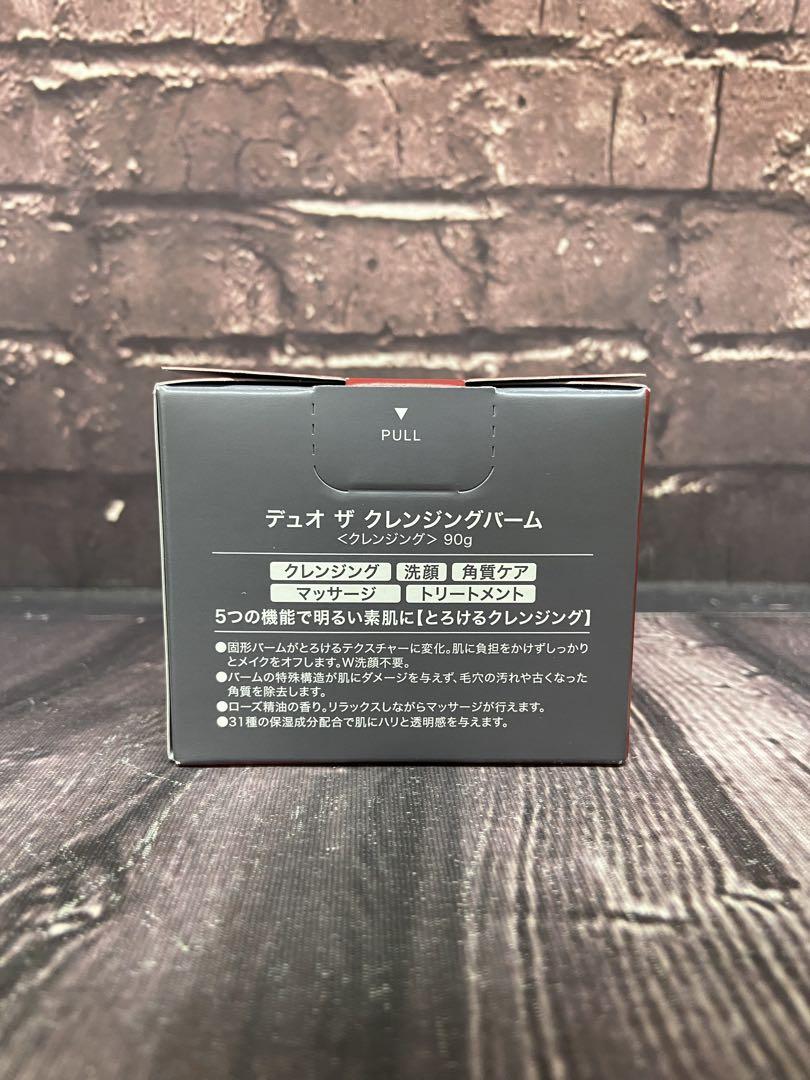 ▼
PULL
デュオ ザ クレンジングバーム
＜クレンジング＞ 90g
クレンジング 洗顔 角質ケア
マッサージ トリートメント
5つの機能で明るい素肌に【とろけるクレンジング】
●固形バームがとろけるテクスチャーに変化。肌に負担をかけずしっかり
とメイクをオフします。W洗顔不要。
●バームの特殊構造が肌にダメージを与えず、毛穴の汚れや古くなった
角質を除去します。
●ローズ精油の香り。リラックスしながらマッサージが行えます。
●31種の保湿成分配合で肌にハリと透明感を与えます。